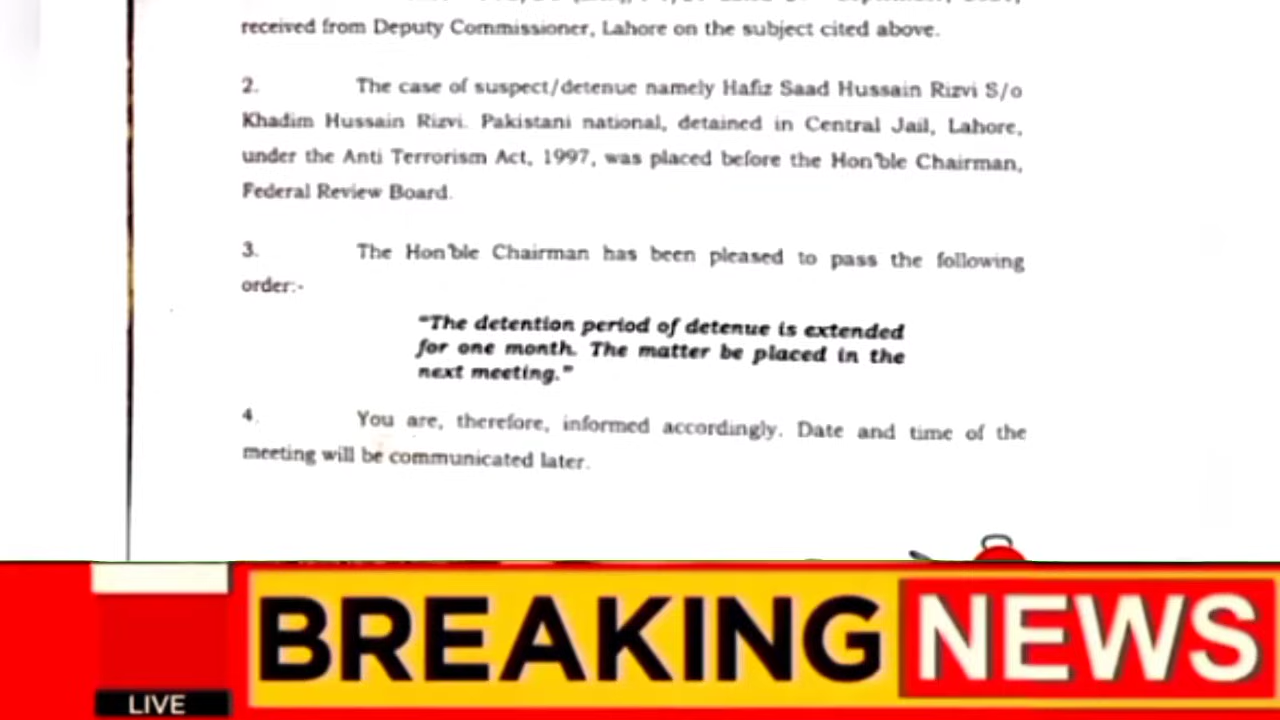 received from Deputy Commissioner, Lahore on the subject cited above.
2. The case of suspect/detenue namely Hafiz Saad Hussain Rizvi S/o
Khadim Hussain Rizvi. Pakistani national, detained in Central Jail, Lahore,
under the Anti Terrorism Act, 1997, was placed before the Hon'ble Chairman,
Federal Review Board.
3. The Hon'ble Chairman has been pleased to pass the following
order:-
"The detention period of detenue is extended
for one month. The matter be placed in the
next meeting."
4. You are, therefore, informed accordingly. Date and time of the
meeting will be communicated later.
BREAKING NEWS
LIVE